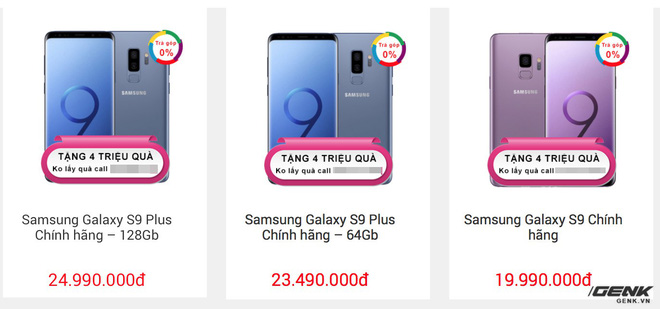 Trả góp
0%
SAMSUNG
TẶNG 4 TRIỆU QUÀ
Ko lấy quà call
Samsung Galaxy S9 Plus
Chính hãng – 128Gb
24.990.000đ
Trả góp
0%
SAMSUNG
TẶNG 4 TRIỆU QUÀ
Ko lấy quà call
Samsung Galaxy S9 Plus
Chính hãng – 64Gb
23.490.000đ
Trả góp
0%
SAMSUNG
TẶNG 4 TRIỆU QUÀ
Ko lấy quà call
Samsung Galaxy S9 Chính
hãng
19.990.000đ
GENK
GENK.VN